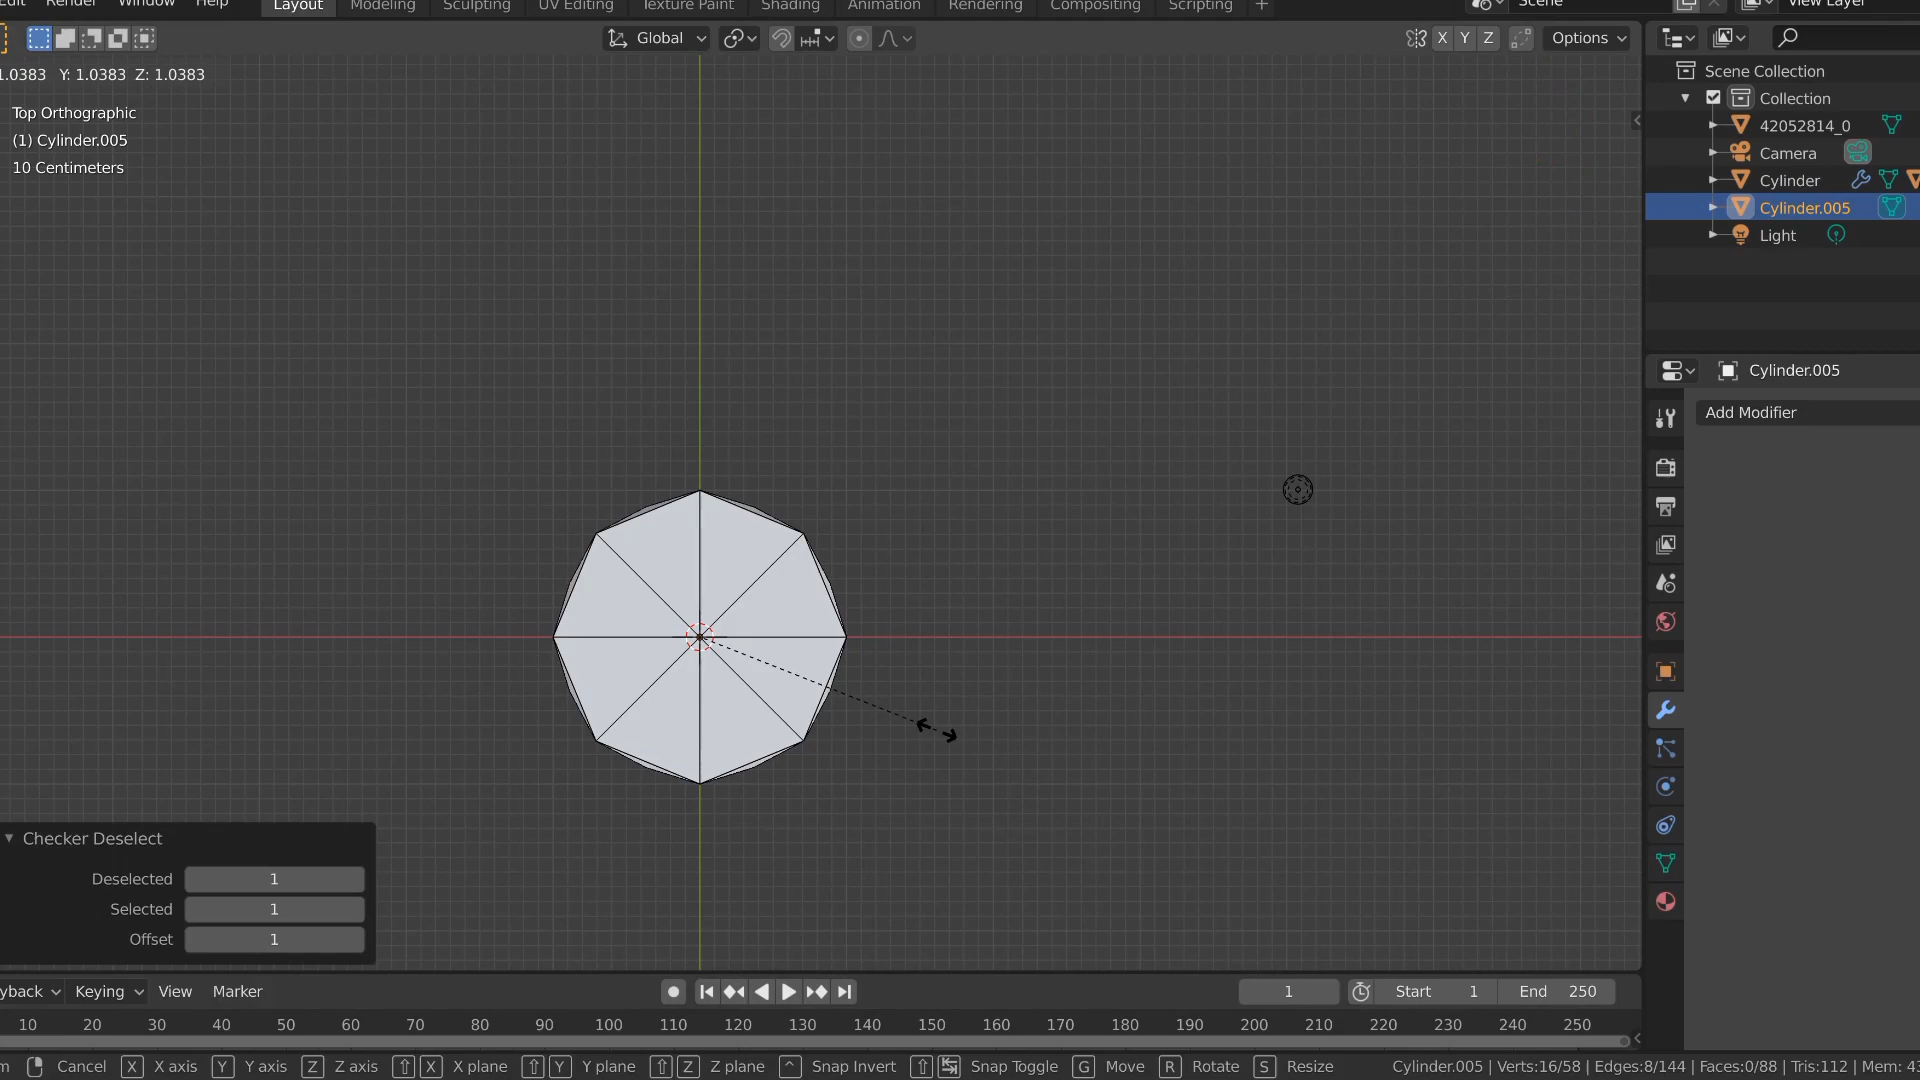 Edit Render Window Help Layout Modeling Sculpting UV Editing Texture Paint Shading Animation Rendering Compositing Scripting + Scene View Layer
Global X Y Z Options
1.0383 Y: 1.0383 Z: 1.0383
Top Orthographic
(1) Cylinder.005
10 Centimeters
Scene Collection
Collection
42052814_0
Camera
Cylinder
Cylinder.005
Light
Cylinder.005
Add Modifier
Checker Deselect
Deselected 1
Selected 1
Offset 1
yback Keying View Marker 1 Start 1 End 250
10 20 30 40 50 60 70 80 90 100 110 120 130 140 150 160 170 180 190 200 210 220 230 240 250
m Cancel X X axis Y Y axis Z Z axis X X plane Y Y plane Z Z plane ^ Snap Invert Snap Toggle G Move R Rotate S Resize Cylinder.005 | Verts:16/58 | Edges:8/144 | Faces:0/88 | Tris:112 | Mem: 43